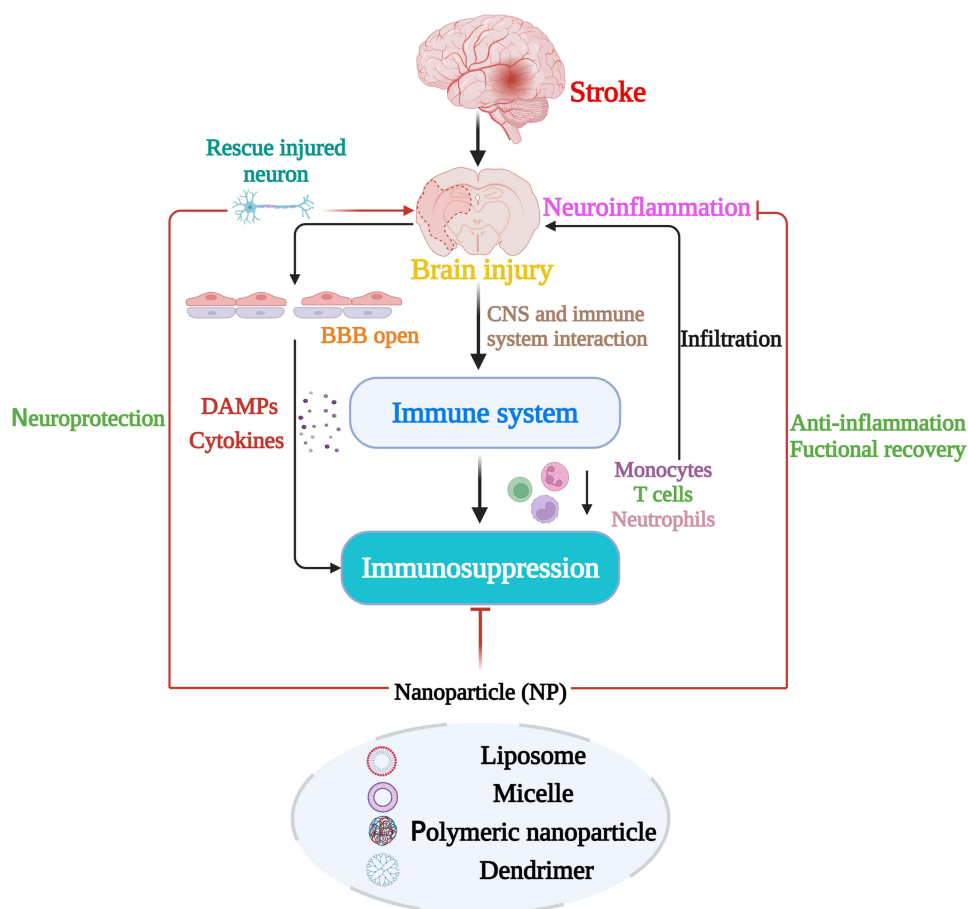 Stroke
Rescue injured
neuron
Neuroinflammation
Brain injury
CNS and immune
system interaction
BBB open
Infiltration
DAMPs
Cytokines
Immune system
Neuroprotection
Anti-inflammation
Fuctional recovery
Monocytes
T cells
Neutrophils
Immunosuppression
Nanoparticle (NP)
Liposome
Micelle
Polymeric nanoparticle
Dendrimer